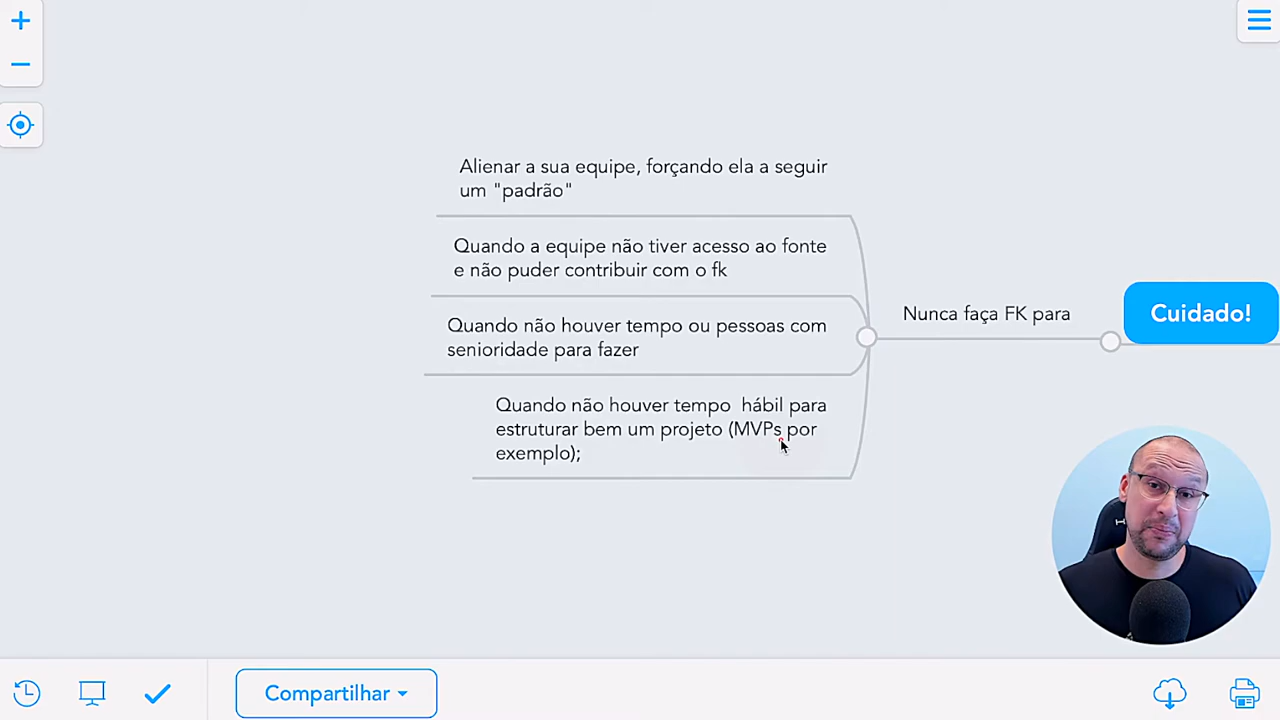 Alienar a sua equipe, forçando ela a seguir
um "padrão"
Quando a equipe não tiver acesso ao fonte
e não puder contribuir com o fk
Quando não houver tempo ou pessoas com
senioridade para fazer
Quando não houver tempo  hábil para
estruturar bem um projeto (MVPs por
exemplo);
Nunca faça FK para
Cuidado!
Compartilhar